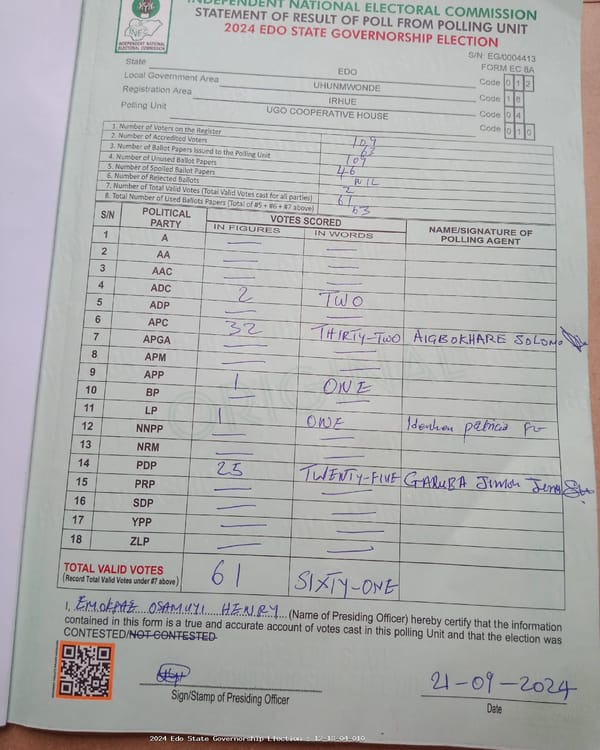 INDEPENDENT NATIONAL ELECTORAL COMMISSION
STATEMENT OF RESULT OF POLL FROM POLLING UNIT
2024 EDO STATE GOVERNORSHIP ELECTION
INEC
INDEPENDENT NATIONAL ELECTORAL COMMISSION
S/N: EG/0004413
FORM EC 8A
State EDO Code 0 1 2
Local Government Area UHUNMWONDE Code 1 8
Registration Area IRHUE Code 0 4
Polling Unit UGO COOPERATIVE HOUSE Code 0 1 0
1. Number of Voters on the Register 109
2. Number of Accredited Voters 63
3. Number of Ballot Papers Issued to the Polling Unit 109
4. Number of Unused Ballot Papers 46
5. Number of Spoiled Ballot Papers NIL
6. Number of Rejected Ballots 2
7. Number of Total Valid Votes (Total Valid Votes cast for all parties) 61
8. Total Number of Used Ballots Papers (Total of #5 + #6 + #7 above) 63
S/N POLITICAL PARTY VOTES SCORED NAME/SIGNATURE OF POLLING AGENT
IN FIGURES IN WORDS
1 A — —
2 AA — —
3 AAC — —
4 ADC 2 TWO
5 ADP — —
6 APC 32 THIRTY-TWO AIGBOKHARE SOLOMO
7 APGA — —
8 APM — —
9 APP 1 ONE
10 BP — —
11 LP 1 ONE patricia
12 NNPP — —
13 NRM — —
14 PDP 25 TWENTY-FIVE GARUBA
15 PRP — —
16 SDP — —
17 YPP — —
18 ZLP — —
TOTAL VALID VOTES 61 SIXTY-ONE
(Record Total Valid Votes under #7 above)
ORIGINAL
I, EMOKPAE OSAMUYI HENRY (Name of Presiding Officer) hereby certify that the information
contained in this form is a true and accurate account of votes cast in this polling Unit and that the election was
CONTESTED/NOT CONTESTED
21-09-2024
Sign/Stamp of Presiding Officer Date
2024 Edo State Governorship Election : 12-18-04-010